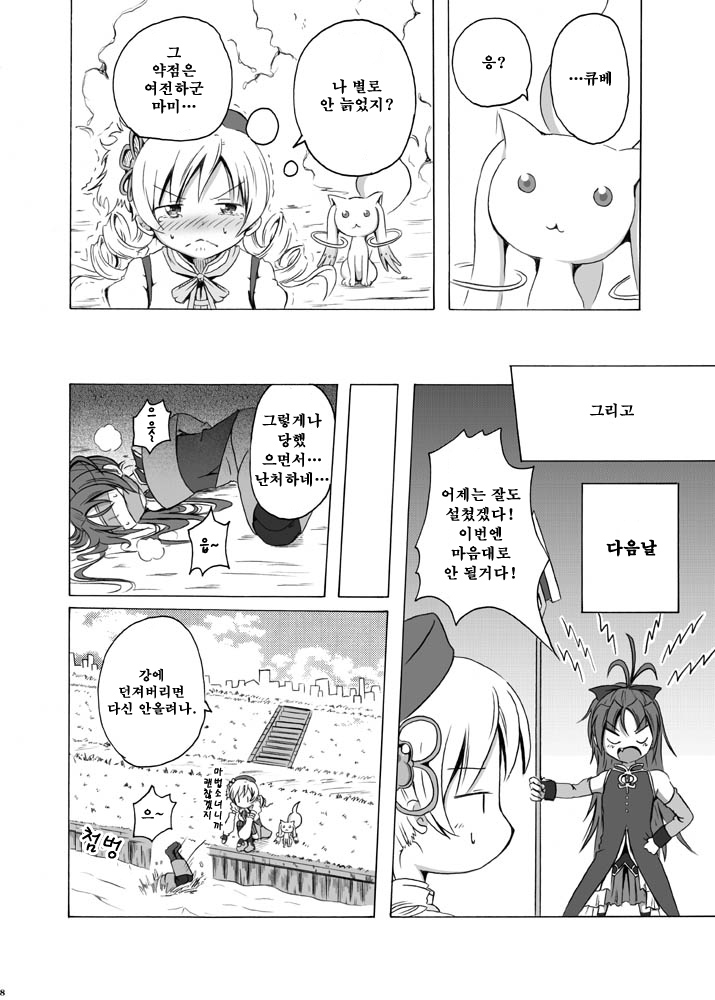 …큐베
응?
나 별로
안 늙었지?
그
약점은
여전하군
마미…
그리고
다음날
어제는 잘도
설쳤겠다!
이번엔
마음대로
안 될거다!
그렇게나
당했
으면서…
난처하네…
으읏~
읍~
강에
던져버리면
다신 안올려나.
마법소녀니까
괜찮겠지
으~
첨벙
8